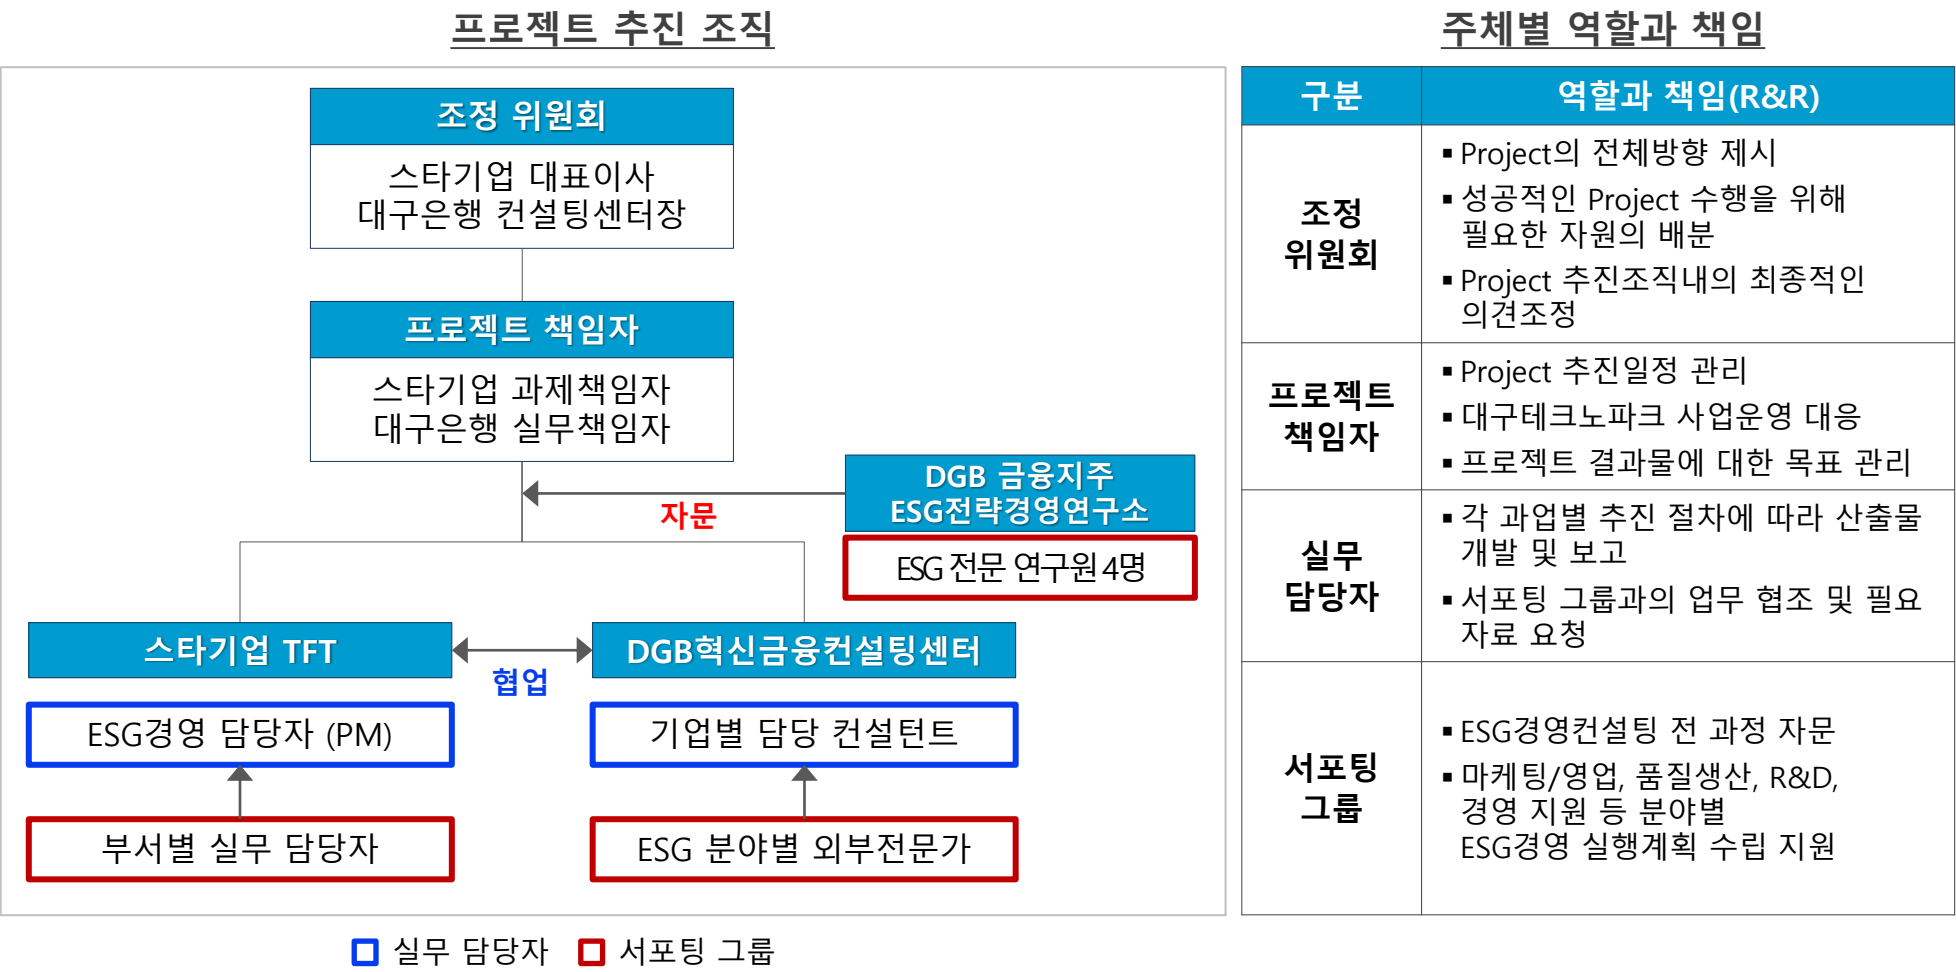 프로젝트 추진 조직
조정 위원회
스타기업 대표이사
대구은행 컨설팅센터장
프로젝트 책임자
스타기업 과제책임자
대구은행 실무책임자
자문
DGB 금융지주
ESG전략경영연구소
ESG 전문 연구원 4명
스타기업 TFT
협업
DGB혁신금융컨설팅센터
ESG경영 담당자 (PM)
기업별 담당 컨설턴트
부서별 실무 담당자
ESG 분야별 외부전문가
실무 담당자
서포팅 그룹
주체별 역할과 책임
구분
역할과 책임(R&R)
조정
위원회
▪ Project의 전체방향 제시
▪ 성공적인 Project 수행을 위해
필요한 자원의 배분
▪ Project 추진조직내의 최종적인
의견조정
프로젝트
책임자
▪ Project 추진일정 관리
▪ 대구테크노파크 사업운영 대응
▪ 프로젝트 결과물에 대한 목표 관리
실무
담당자
▪ 각 과업별 추진 절차에 따라 산출물
개발 및 보고
▪ 서포팅 그룹과의 업무 협조 및 필요
자료 요청
서포팅
그룹
▪ ESG경영컨설팅 전 과정 자문
▪ 마케팅/영업, 품질생산, R&D,
경영 지원 등 분야별
ESG경영 실행계획 수립 지원